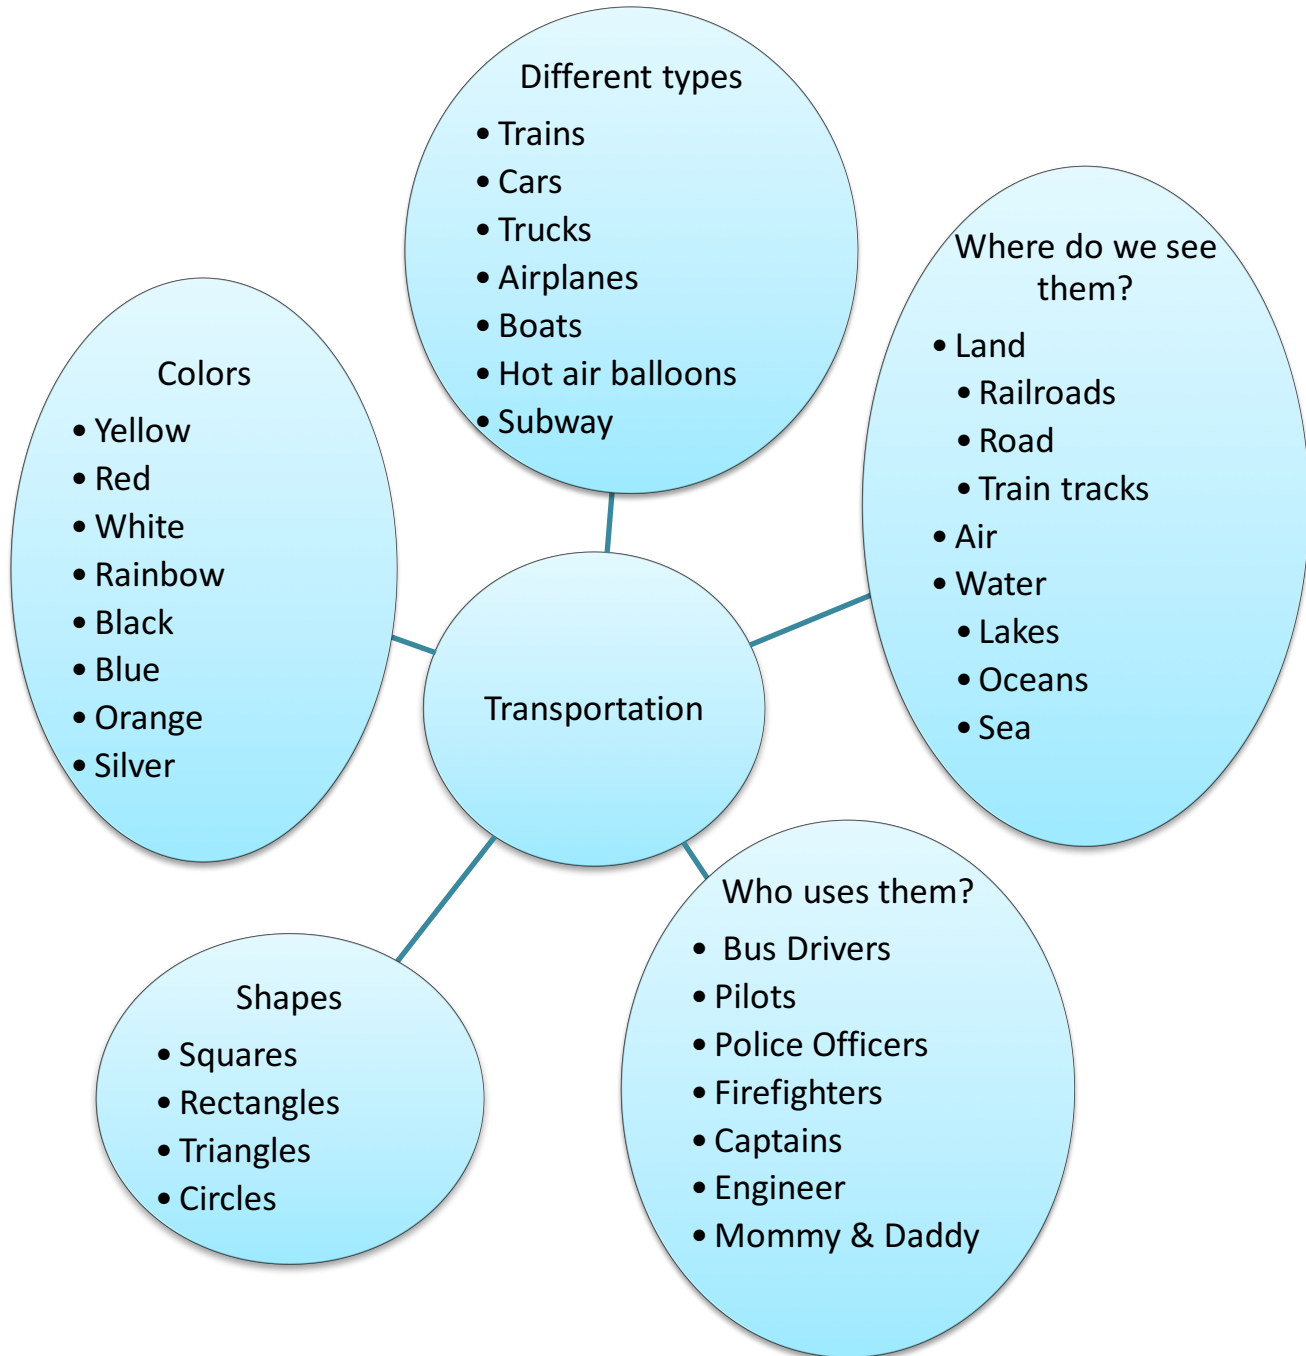 Different types
• Trains
• Cars
• Trucks
• Airplanes
• Boats
• Hot air balloons
• Subway
Where do we see
them?
• Land
• Railroads
• Road
• Train tracks
• Air
• Water
• Lakes
• Oceans
• Sea
Colors
• Yellow
• Red
• White
• Rainbow
• Black
• Blue
• Orange
• Silver
Transportation
Who uses them?
• Bus Drivers
• Pilots
• Police Officers
• Firefighters
• Captains
• Engineer
• Mommy & Daddy
Shapes
• Squares
• Rectangles
• Triangles
• Circles